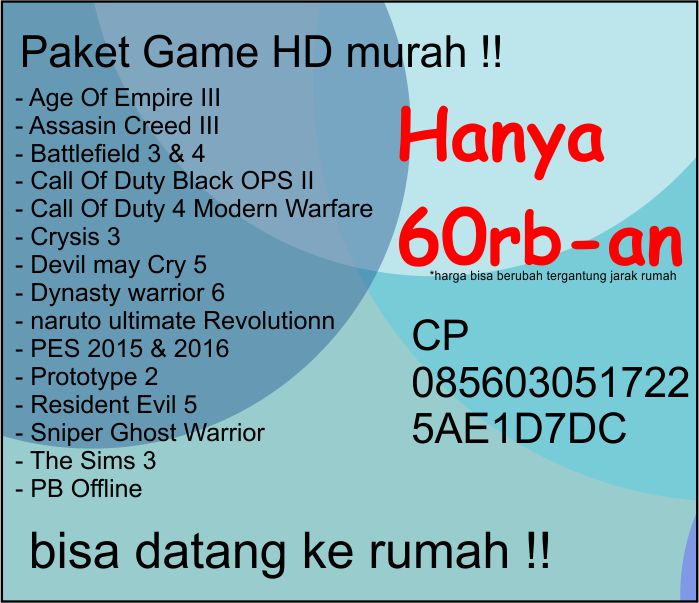 Paket Game HD murah !!
- Age Of Empire III
- Assasin Creed III
- Battlefield 3 & 4
- Call Of Duty Black OPS II
- Call Of Duty 4 Modern Warfare
- Crysis 3
- Devil may Cry 5
- Dynasty warrior 6
- naruto ultimate Revolutionn
- PES 2015 & 2016
- Prototype 2
- Resident Evil 5
- Sniper Ghost Warrior
- The Sims 3
- PB Offline
Hanya
60rb-an
*harga bisa berubah tergantung jarak rumah
CP
085603051722
5AE1D7DC
bisa datang ke rumah !!